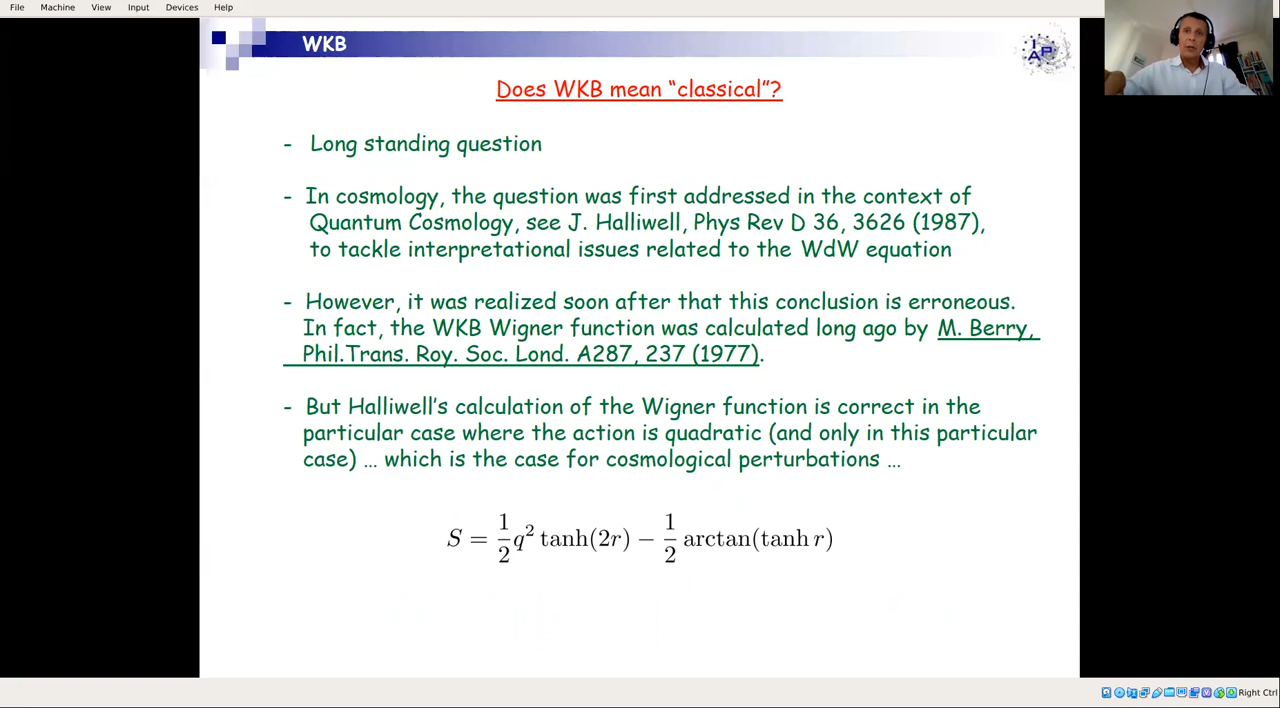 File Machine View Input Devices Help
WKB
IAP
Does WKB mean “classical”?
- Long standing question
- In cosmology, the question was first addressed in the context of
Quantum Cosmology, see J. Halliwell, Phys Rev D 36, 3626 (1987),
to tackle interpretational issues related to the WdW equation
- However, it was realized soon after that this conclusion is erroneous.
In fact, the WKB Wigner function was calculated long ago by M. Berry,
Phil.Trans. Roy. Soc. Lond. A287, 237 (1977).
- But Halliwell’s calculation of the Wigner function is correct in the
particular case where the action is quadratic (and only in this particular
case) … which is the case for cosmological perturbations …
S = 1/2 q² tanh(2r) − 1/2 arctan(tanh r)
Right Ctrl